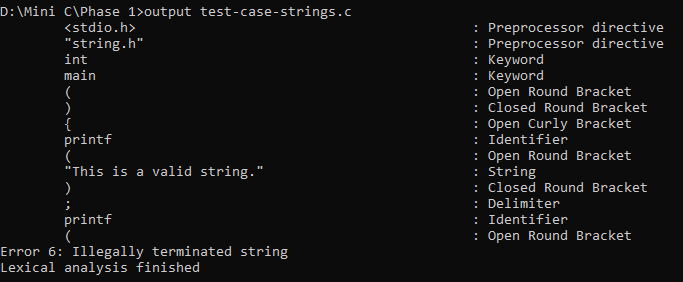 D:\Mini C\Phase 1>output test-case-strings.c
<stdio.h> : Preprocessor directive
"string.h" : Preprocessor directive
int : Keyword
main : Keyword
( : Open Round Bracket
) : Closed Round Bracket
{ : Open Curly Bracket
printf : Identifier
( : Open Round Bracket
"This is a valid string." : String
) : Closed Round Bracket
; : Delimiter
printf : Identifier
( : Open Round Bracket
Error 6: Illegally terminated string
Lexical analysis finished